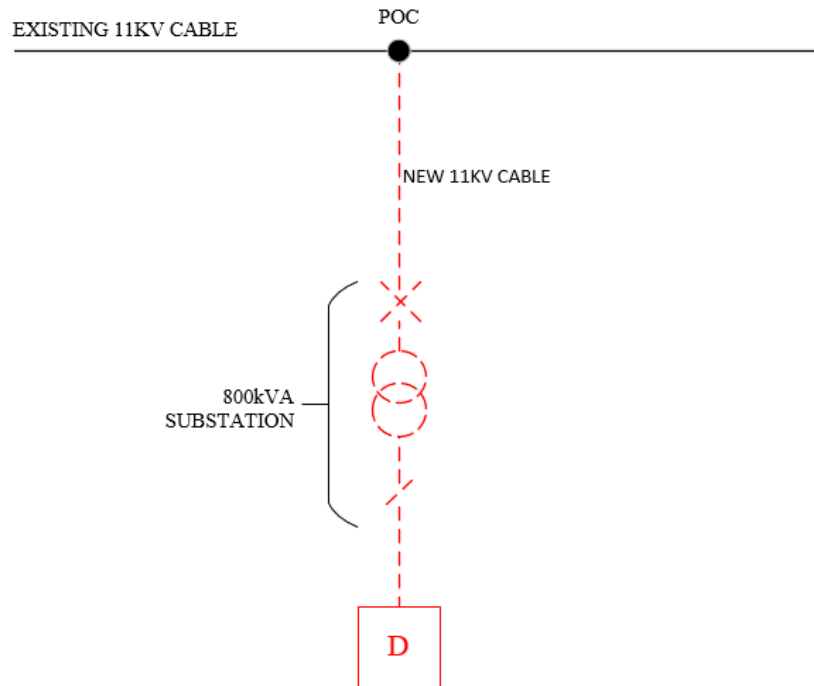 POC
EXISTING 11KV CABLE
NEW 11KV CABLE
800kVA
SUBSTATION
D